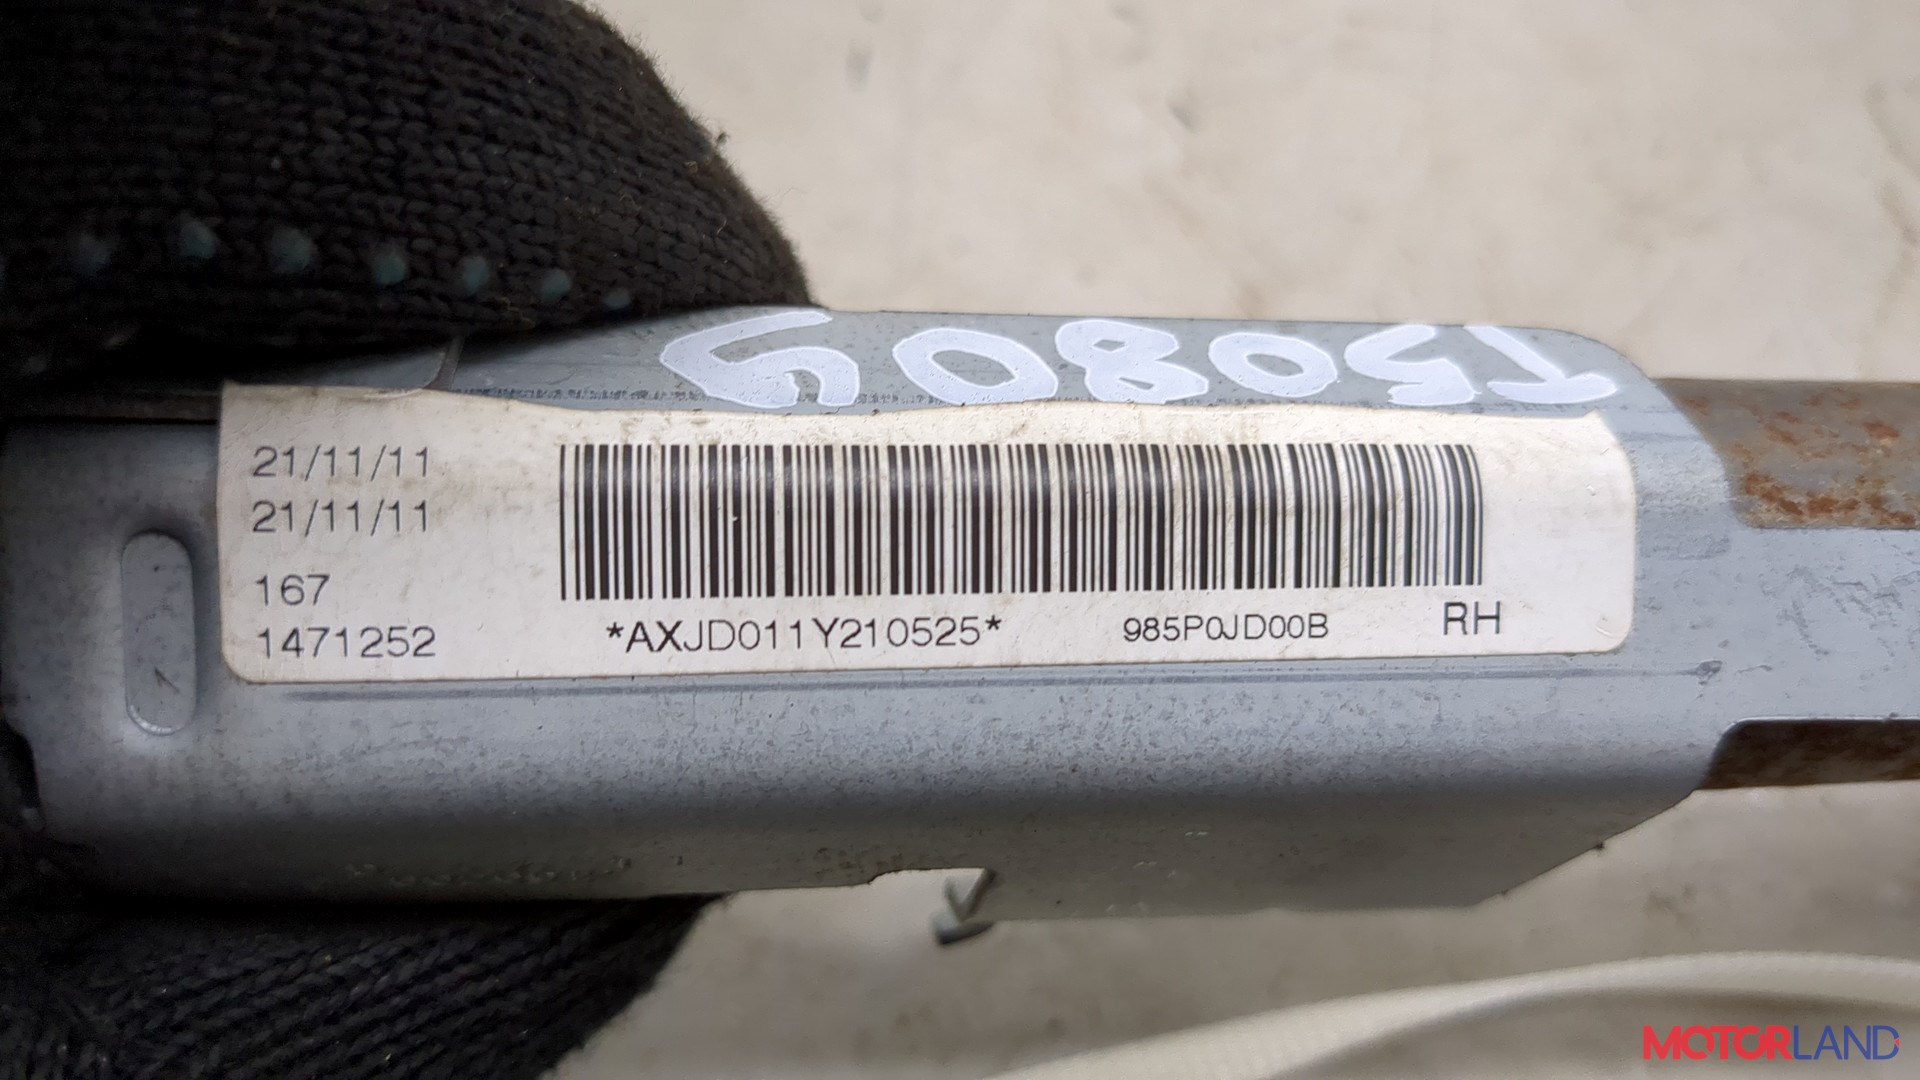 21/11/11
21/11/11
167
1471252
*AXJD011Y210525*
985P0JD00B
RH
MOTORLAND